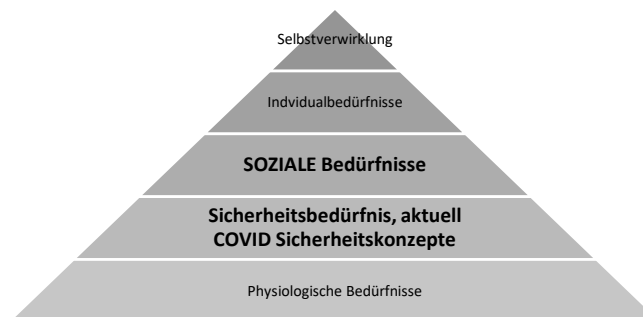 Selbstverwirklung
Indvidualbedürfnisse
SOZIALE Bedürfnisse
Sicherheitsbedürfnis, aktuell
COVID Sicherheitskonzepte
Physiologische Bedürfnisse